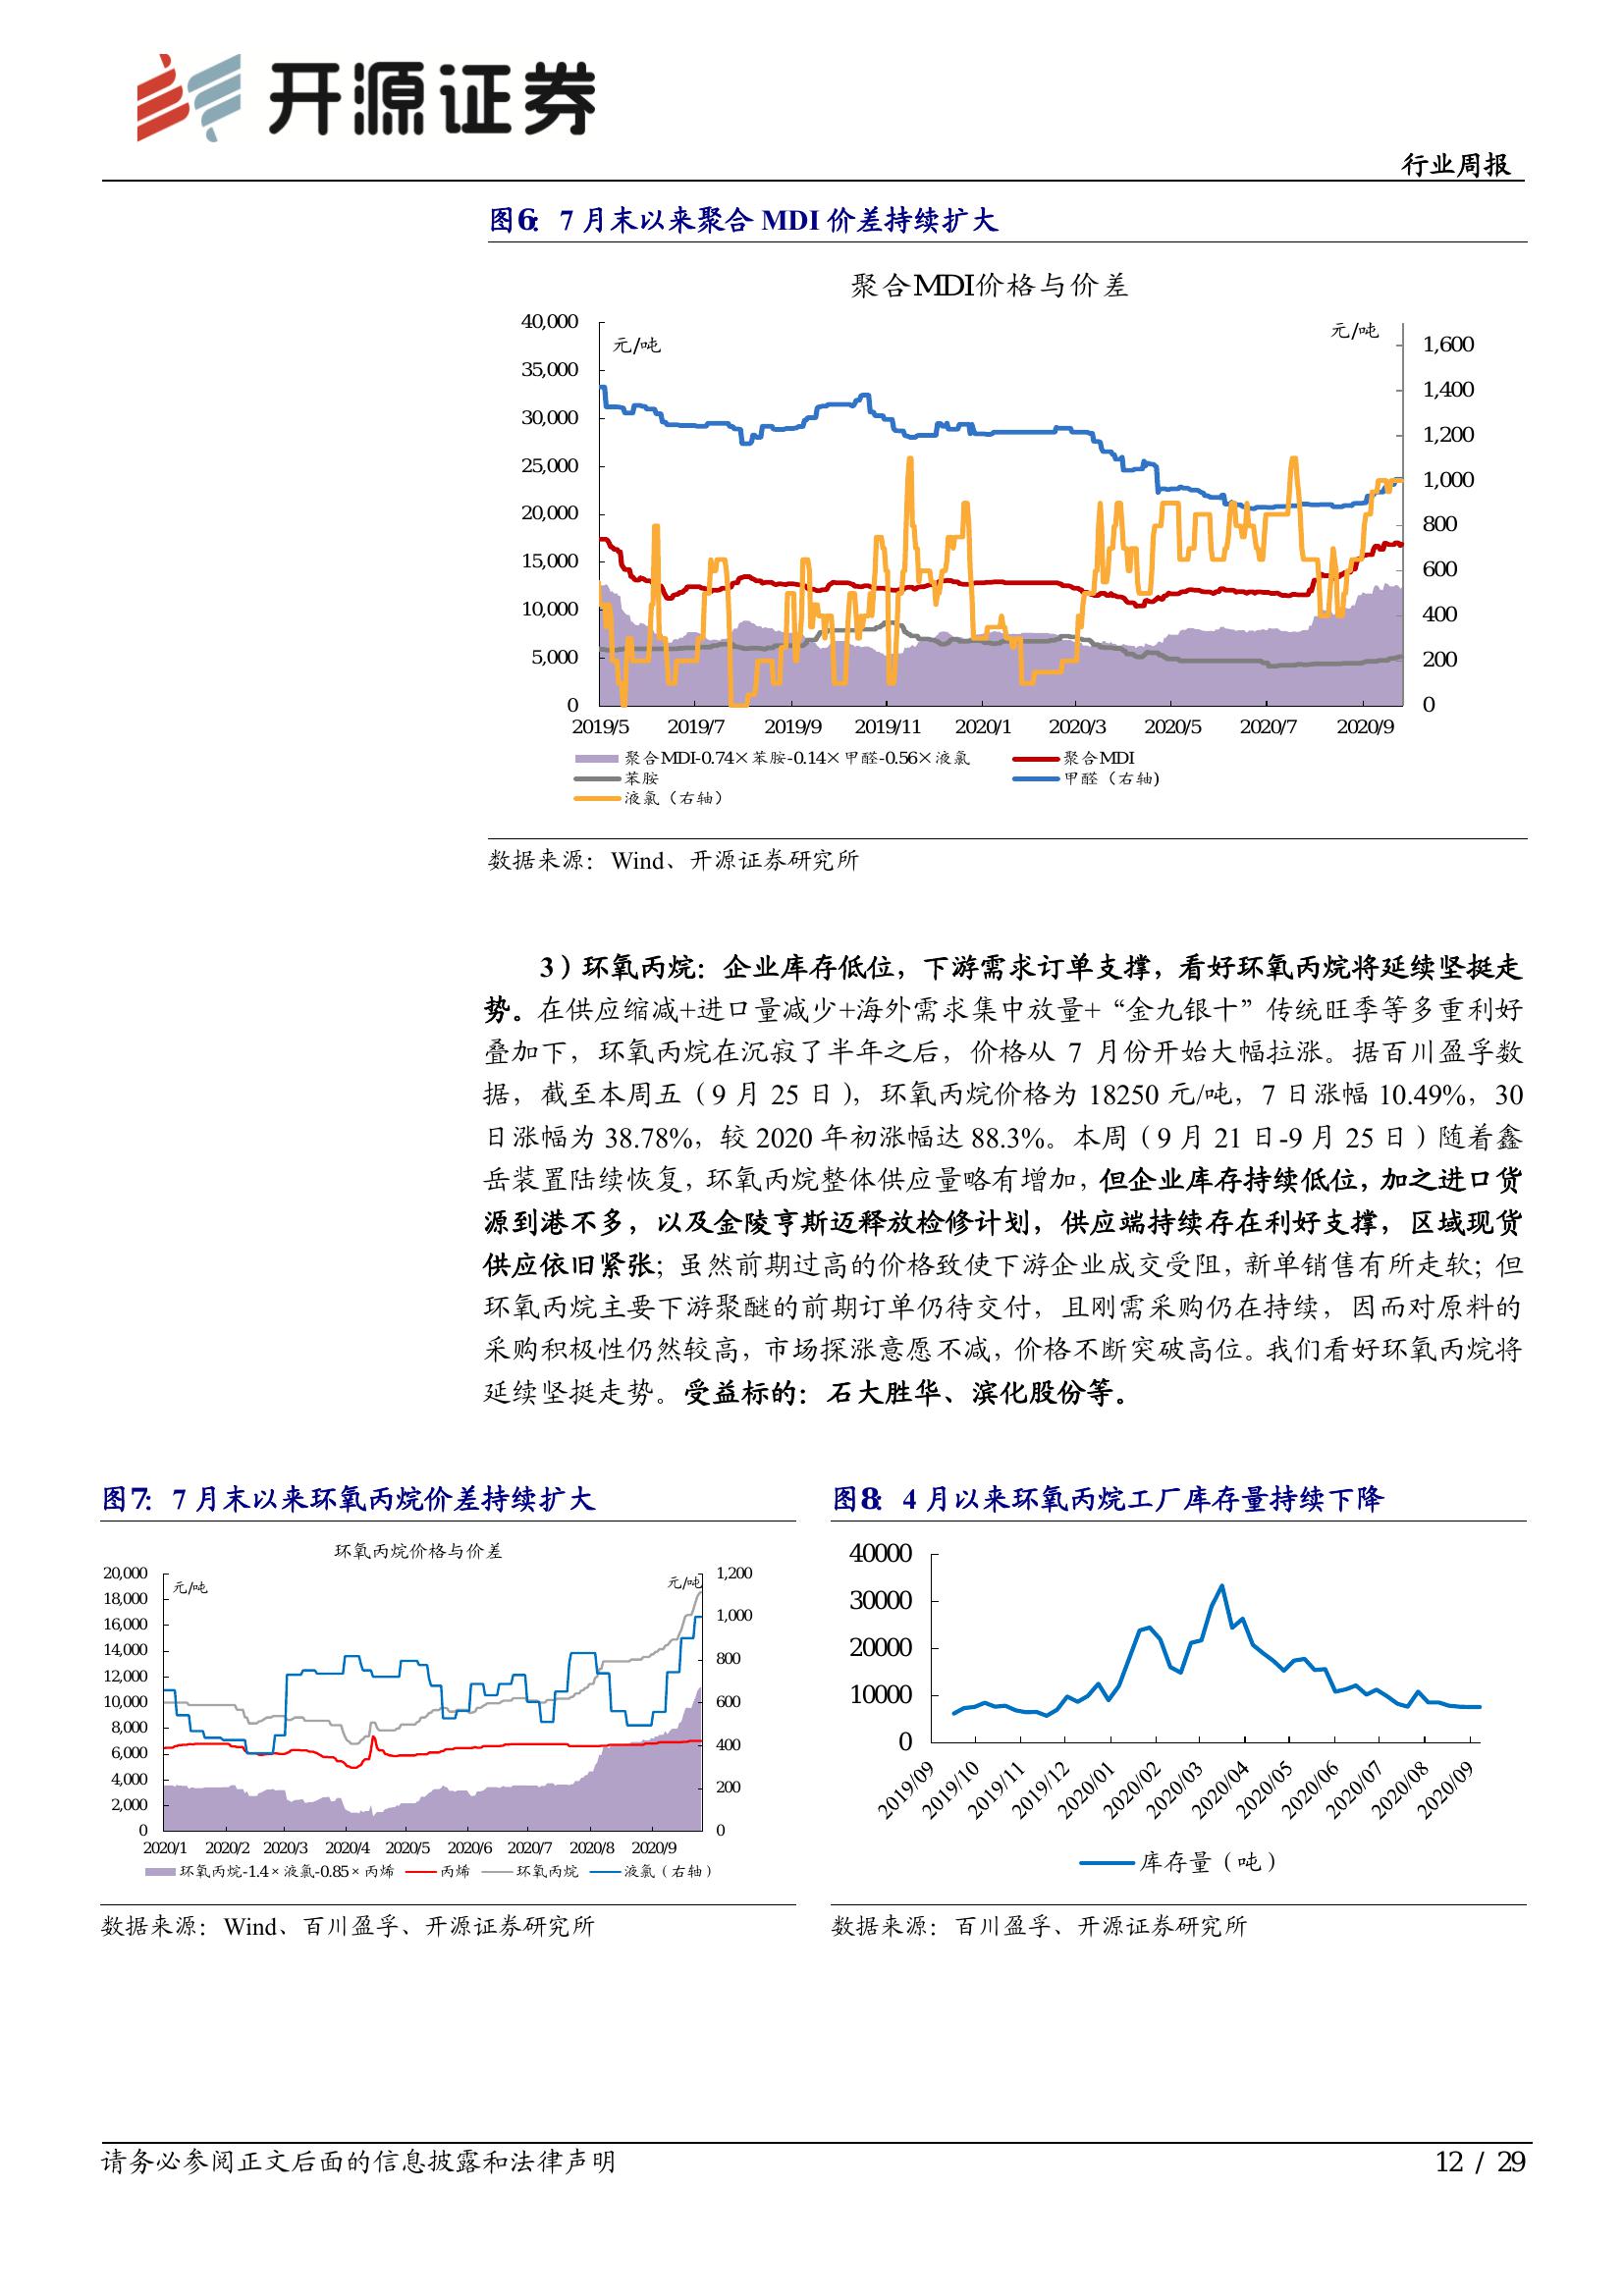 开源证券
行业周报
图6: 7 月末以来聚合 MDI 价差持续扩大
聚合MDI价格与价差
元/吨
元/吨
40,000
35,000
30,000
25,000
20,000
15,000
10,000
5,000
0
1,600
1,400
1,200
1,000
800
600
400
200
0
2019/5 2019/7 2019/9 2019/11 2020/1 2020/3 2020/5 2020/7 2020/9
聚合MDI-0.74×苯胺-0.14×甲醛-0.56×液氯
聚合MDI
苯胺
甲醛（右轴）
液氯（右轴）
数据来源：Wind、开源证券研究所
3）环氧丙烷：企业库存低位，下游需求订单支撑，看好环氧丙烷将延续坚挺走
势。在供应缩减+进口量减少+海外需求集中放量+“金九银十”传统旺季等多重利好
叠加下，环氧丙烷在沉寂了半年之后，价格从 7 月份开始大幅拉涨。据百川盈孚数
据，截至本周五（9 月 25 日），环氧丙烷价格为 18250 元/吨，7 日涨幅 10.49%，30
日涨幅为 38.78%，较 2020 年初涨幅达 88.3%。本周（9 月 21 日-9 月 25 日）随着鑫
岳装置陆续恢复，环氧丙烷整体供应量略有增加，但企业库存持续低位，加之进口货
源到港不多，以及金陵亨斯迈释放检修计划，供应端持续存在利好支撑，区域现货
供应依旧紧张；虽然前期过高的价格致使下游企业成交受阻，新单销售有所走软；但
环氧丙烷主要下游聚醚的前期订单仍待交付，且刚需采购仍在持续，因而对原料的
采购积极性仍然较高，市场探涨意愿不减，价格不断突破高位。我们看好环氧丙烷将
延续坚挺走势。受益标的：石大胜华、滨化股份等。
图7: 7 月末以来环氧丙烷价差持续扩大
环氧丙烷价格与价差
元/吨
元/吨
20,000
18,000
16,000
14,000
12,000
10,000
8,000
6,000
4,000
2,000
0
1,200
1,000
800
600
400
200
0
2020/1 2020/2 2020/3 2020/4 2020/5 2020/6 2020/7 2020/8 2020/9
环氧丙烷-1.4×液氯-0.85×丙烯 丙烯 环氧丙烷 液氯（右轴）
数据来源：Wind、百川盈孚、开源证券研究所
图8: 4 月以来环氧丙烷工厂库存量持续下降
40000
30000
20000
10000
0
2019/09 2019/10 2019/11 2019/12 2020/01 2020/02 2020/03 2020/04 2020/05 2020/06 2020/07 2020/08 2020/09
库存量（吨）
数据来源：百川盈孚、开源证券研究所
请务必参阅正文后面的信息披露和法律声明
12 / 29